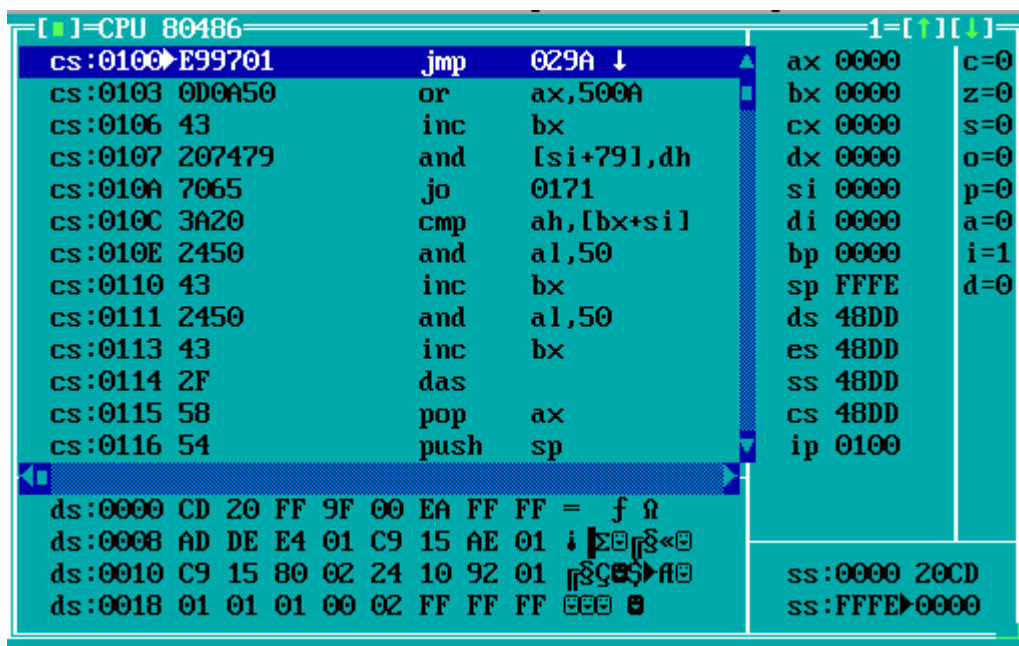 [■]=CPU 80486 1=[↑][↓]
cs:0100►E99701 jmp 029A ↓ ax 0000 c=0
cs:0103 0D0A50 or ax,500A bx 0000 z=0
cs:0106 43 inc bx cx 0000 s=0
cs:0107 207479 and [si+79],dh dx 0000 o=0
cs:010A 7065 jo 0171 si 0000 p=0
cs:010C 3A20 cmp ah,[bx+si] di 0000 a=0
cs:010E 2450 and al,50 bp 0000 i=1
cs:0110 43 inc bx sp FFFE d=0
cs:0111 2450 and al,50 ds 48DD
cs:0113 43 inc bx es 48DD
cs:0114 2F das ss 48DD
cs:0115 58 pop ax cs 48DD
cs:0116 54 push sp ip 0100
ds:0000 CD 20 FF 9F 00 EA FF FF = ƒ Ω
ds:0008 AD DE E4 01 C9 15 AE 01 ¡▐Σ☺╔§«☺
ds:0010 C9 15 80 02 24 10 92 01 ╔§Ç☻$►Æ☺ ss:0000 20CD
ds:0018 01 01 01 00 02 FF FF FF ☺☺☺ ☻ ss:FFFE►0000